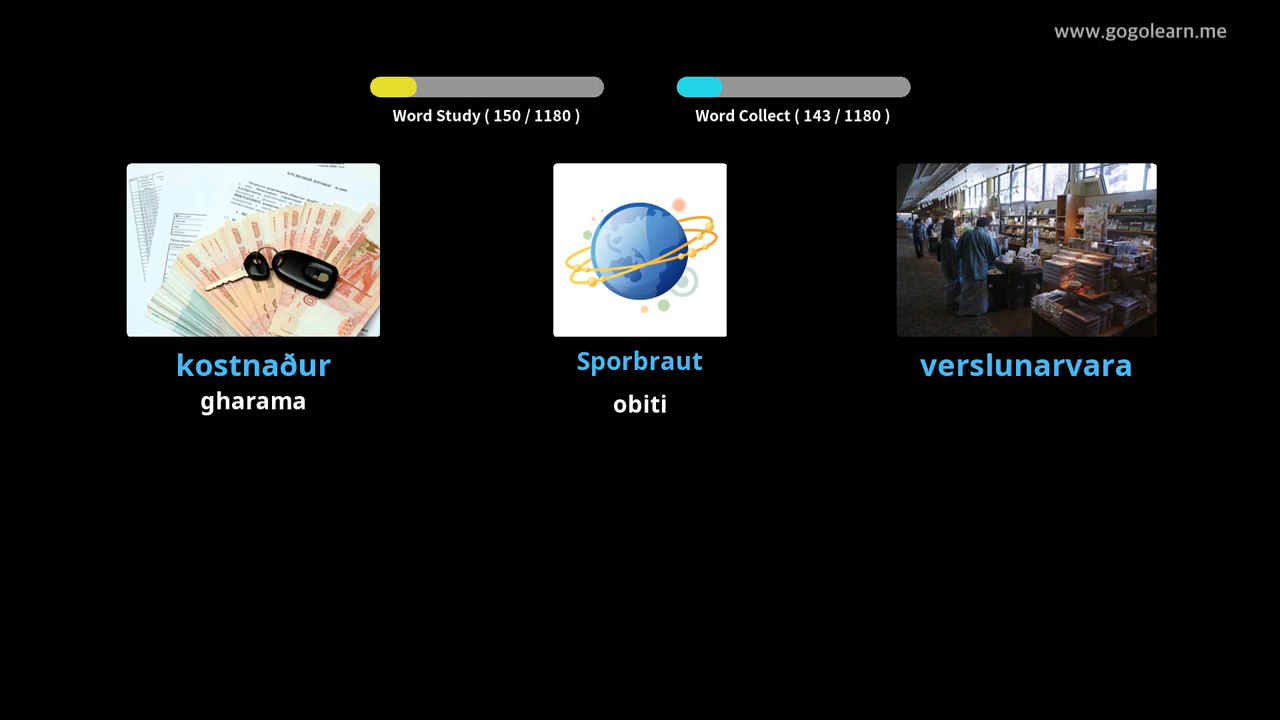 www.gogolearn.me
Word Study ( 150 / 1180 )
Word Collect ( 143 / 1180 )
kostnaður
Sporbraut
verslunarvara
gharama
obiti